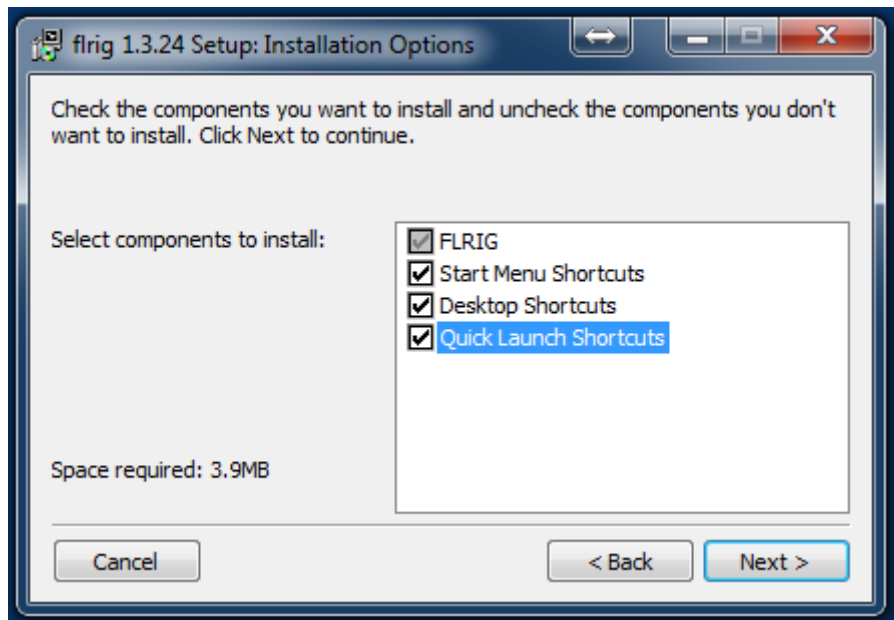 flrig 1.3.24 Setup: Installation Options
Check the components you want to install and uncheck the components you don't
want to install. Click Next to continue.
Select components to install:
FLRIG
Start Menu Shortcuts
Desktop Shortcuts
Quick Launch Shortcuts
Space required: 3.9MB
Cancel
< Back
Next >